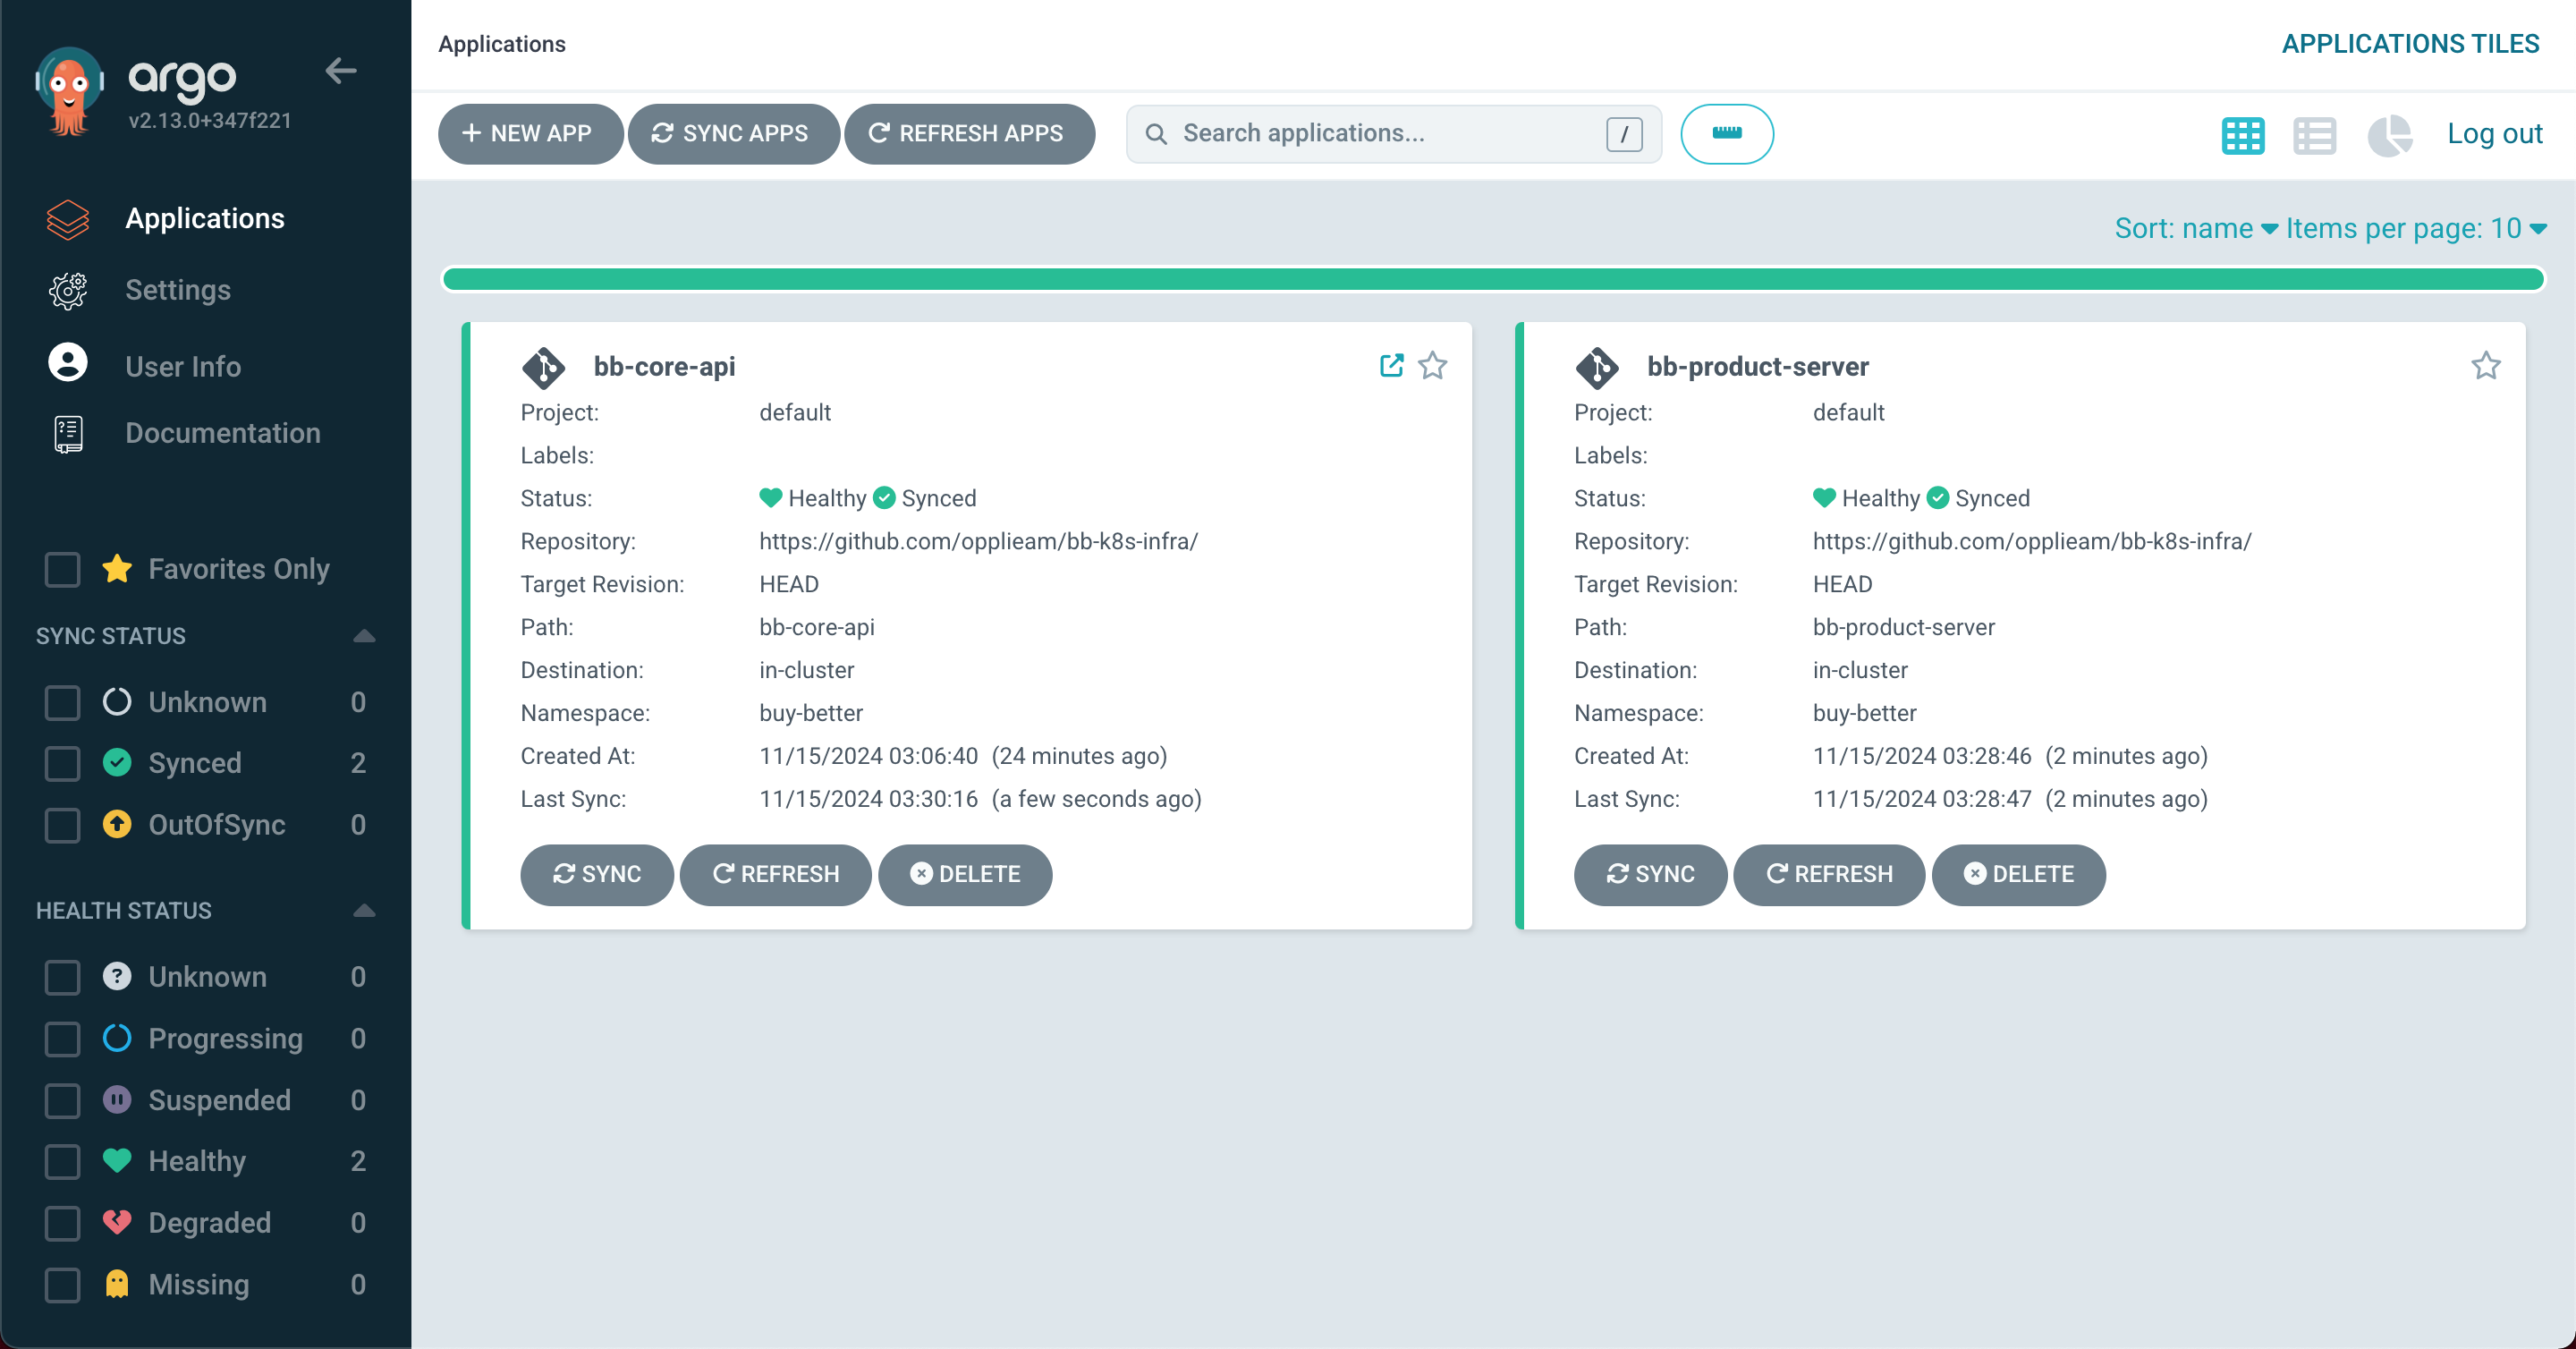 argo
v2.13.0+347f221
Applications
Settings
User Info
Documentation
Favorites Only
SYNC STATUS
Unknown 0
Synced 2
OutOfSync 0
HEALTH STATUS
Unknown 0
Progressing 0
Suspended 0
Healthy 2
Degraded 0
Missing 0
Applications
APPLICATIONS TILES
NEW APP
SYNC APPS
REFRESH APPS
Search applications...
/
Log out
Sort: name
Items per page: 10
bb-core-api
Project: default
Labels:
Status: Healthy Synced
Repository: https://github.com/opplieam/bb-k8s-infra/
Target Revision: HEAD
Path: bb-core-api
Destination: in-cluster
Namespace: buy-better
Created At: 11/15/2024 03:06:40 (24 minutes ago)
Last Sync: 11/15/2024 03:30:16 (a few seconds ago)
SYNC
REFRESH
DELETE
bb-product-server
Project: default
Labels:
Status: Healthy Synced
Repository: https://github.com/opplieam/bb-k8s-infra/
Target Revision: HEAD
Path: bb-product-server
Destination: in-cluster
Namespace: buy-better
Created At: 11/15/2024 03:28:46 (2 minutes ago)
Last Sync: 11/15/2024 03:28:47 (2 minutes ago)
SYNC
REFRESH
DELETE